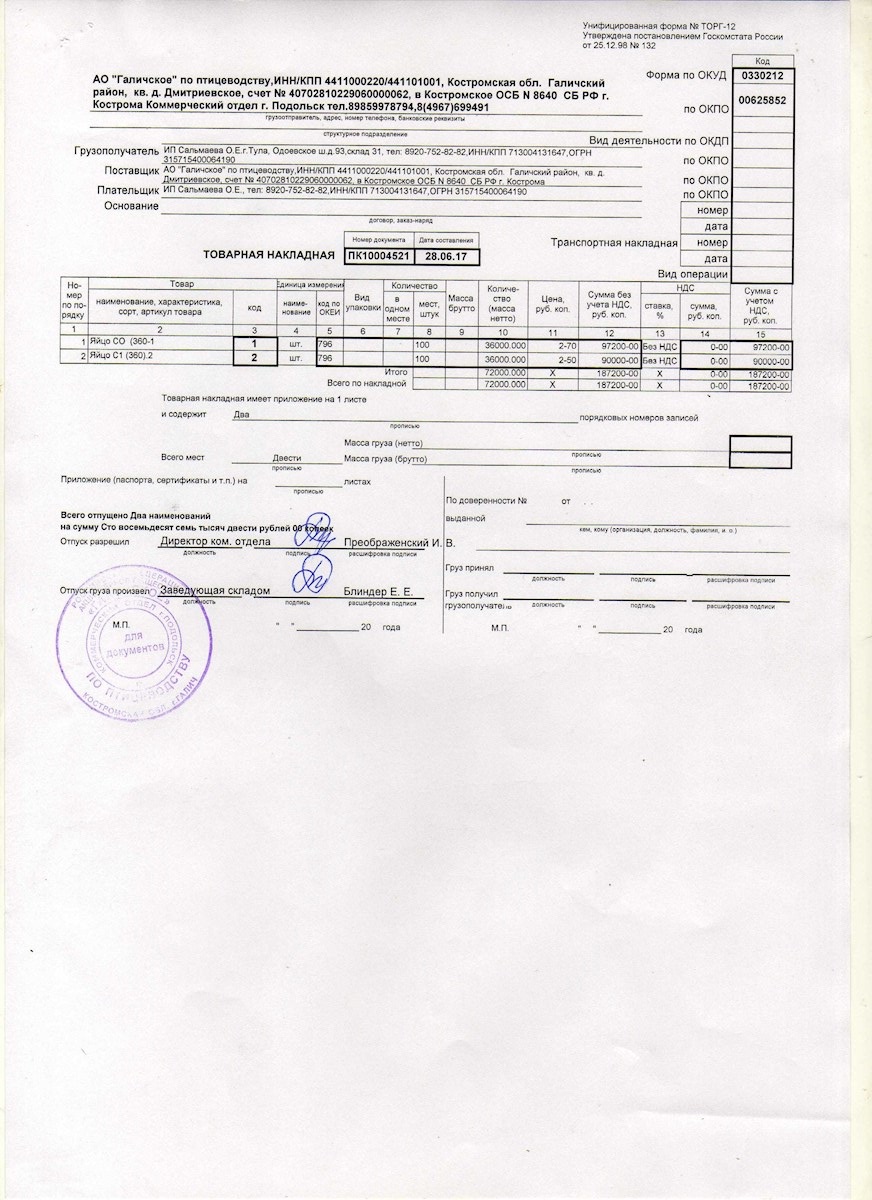 Унифицированная форма № ТОРГ-12
Утверждена постановлением Госкомстата России
от 25.12.98 № 132
Код
Форма по ОКУД 0330212
АО "Галичское" по птицеводству,ИНН/КПП 4411000220/441101001, Костромская обл. Галичский
район, кв. д. Дмитриевское, счет № 40702810229060000062, в Костромское ОСБ N 8640 СБ РФ г.
Кострома Коммерческий отдел г. Подольск тел.89859978794,8(4967)699491
по ОКПО 00625852
грузоотправитель, адрес, номер телефона, банковские реквизиты
структурное подразделение
Вид деятельности по ОКДП
Грузополучатель ИП Сальмаева О.Е.г.Тула, Одоевское ш,д.93,склад 31, тел: 8920-752-82-82,ИНН/КПП 713004131647,ОГРН
315715400064190
по ОКПО
Поставщик АО "Галичское" по птицеводству,ИНН/КПП 4411000220/441101001, Костромская обл. Галичский район, кв. д.
Дмитриевское, счет № 40702810229060000062, в Костромское ОСБ N 8640 СБ РФ г. Кострома
по ОКПО
Плательщик ИП Сальмаева О.Е., тел: 8920-752-82-82,ИНН/КПП 713004131647,ОГРН 315715400064190
по ОКПО
Основание
номер
договор, заказ-наряд
дата
Номер документа Дата составления
Транспортная накладная номер
ТОВАРНАЯ НАКЛАДНАЯ ПК10004521 28.06.17
дата
Вид операции
Но-мер по по-рядку Товар Единица измерения Вид упаковки Количество Масса брутто Количе-ство (масса нетто) Цена, руб. коп. Сумма без учета НДС, руб. коп. НДС Сумма с учетом НДС, руб. коп.
наименование, характеристика, сорт, артикул товара код наиме-нование код по ОКЕИ в одном месте мест, штук ставка, % сумма, руб. коп.
1 2 3 4 5 6 7 8 9 10 11 12 13 14 15
1 Яйцо СО (360-1 1 шт. 796 100 36000.000 2-70 97200-00 Без НДС 0-00 97200-00
2 Яйцо С1 (360).2 2 шт. 796 100 36000.000 2-50 90000-00 Без НДС 0-00 90000-00
Итого 72000.000 X 187200-00 X 0-00 187200-00
Всего по накладной 72000.000 X 187200-00 X 0-00 187200-00
Товарная накладная имеет приложение на 1 листе
и содержит Два порядковых номеров записей
прописью
Масса груза (нетто)
прописью
Всего мест Двести Масса груза (брутто)
прописью прописью
Приложение (паспорта, сертификаты и т.п.) на листах
прописью
По доверенности № от . .
Всего отпущено Два наименований
выданной
на сумму Сто восемьдесят семь тысяч двести рублей 00 копеек
кем, кому (организация, должность, фамилия, и. о.)
Отпуск разрешил Директор ком. отдела Преображенский И. В.
должность подпись расшифровка подписи
Груз принял
должность подпись расшифровка подписи
Отпуск груза произвел Заведующая складом Блиндер Е. Е.
должность подпись расшифровка подписи
Груз получил
грузополучатель должность подпись расшифровка подписи
М.П. " " 20 года
М.П. " " 20 года
КОММЕРЧЕСКИЙ ОТДЕЛ Г.ПОДОЛЬСК
для
документов
ПО ПТИЦЕВОДСТВУ
КОСТРОМСКАЯ ОБЛ. г.ГАЛИЧ